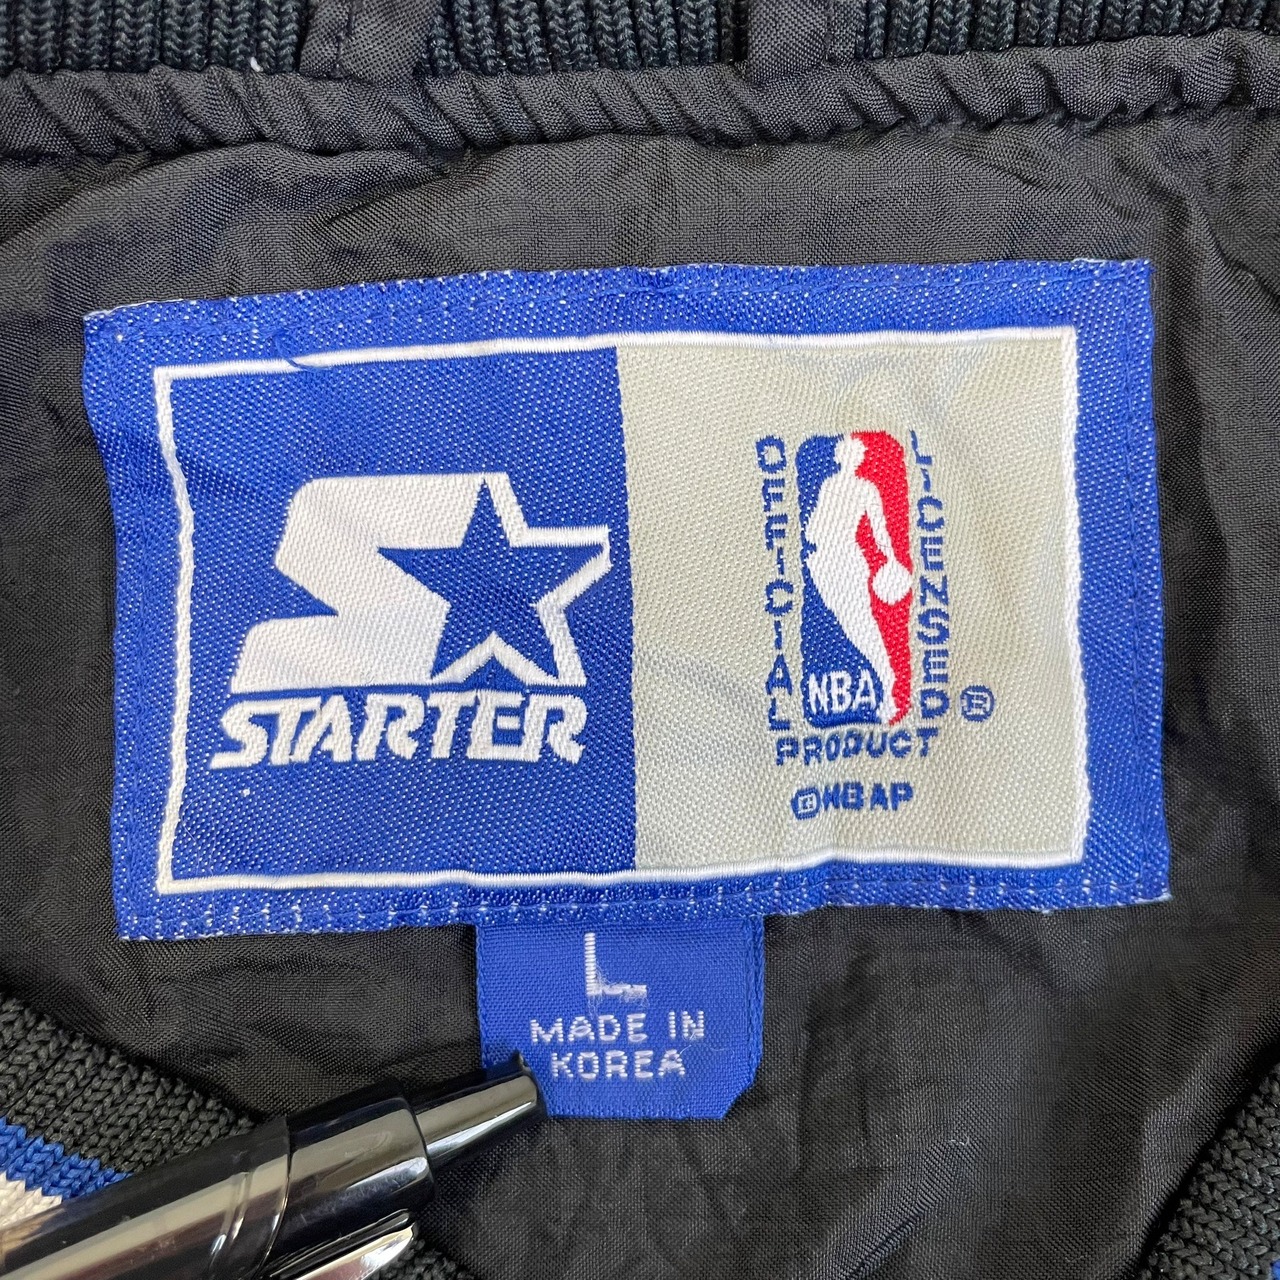 STARTER
OFFICIAL
LICENSED
NBA
®
PRODUCT
©NBAP
L
MADE IN
KOREA